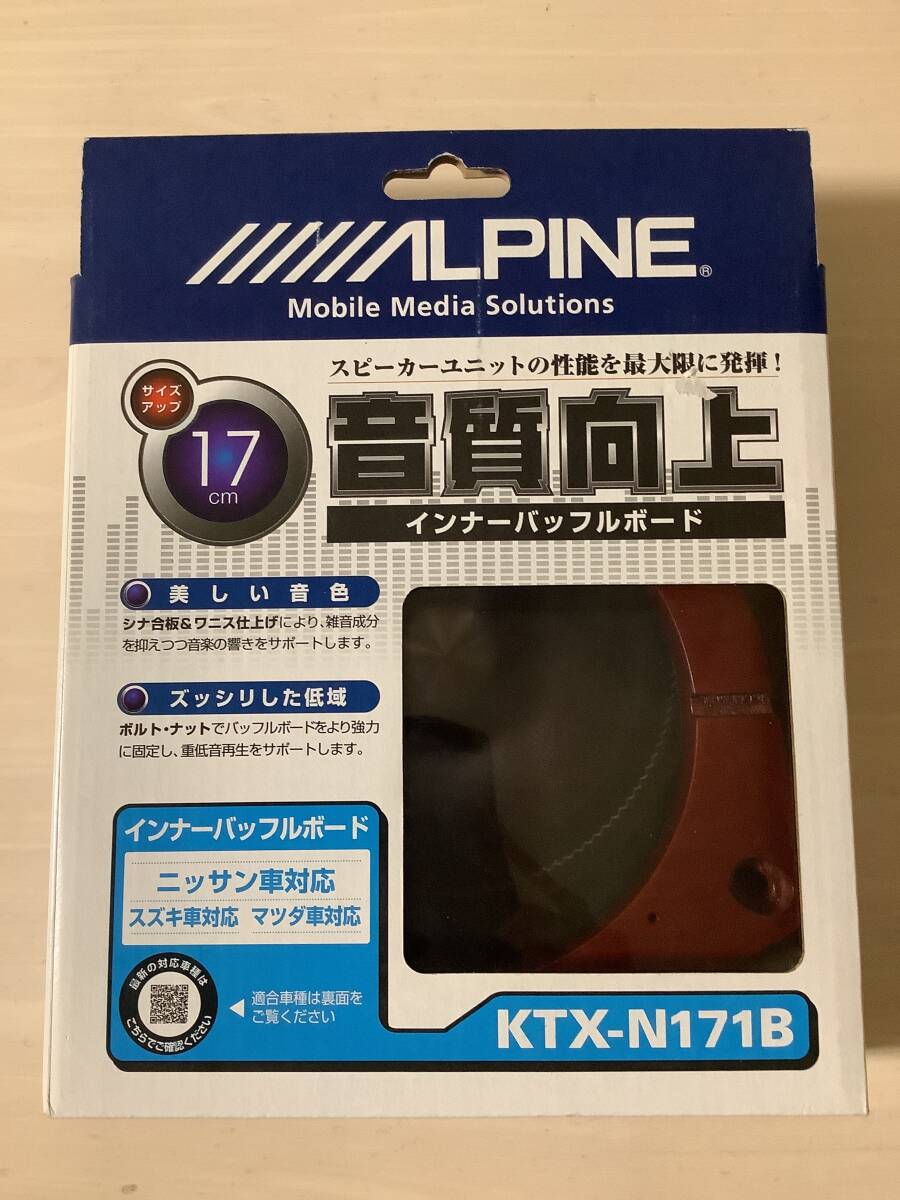 ALPINE®
Mobile Media Solutions
スピーカーユニットの性能を最大限に発揮!
サイズ
アップ
17
cm
音質向上
インナーバッフルボード
美しい音色
シナ合板&ワニス仕上げにより、雑音成分
を抑えつつ音楽の響きをサポートします。
ズッシリした低域
ボルト・ナットでバッフルボードをより強力
に固定し、重低音再生をサポートします。
インナーバッフルボード
ニッサン車対応
スズキ車対応 マツダ車対応
最新の対応車種は
こちらでご確認ください
◀ 適合車種は裏面を
ご覧ください
KTX-N171B